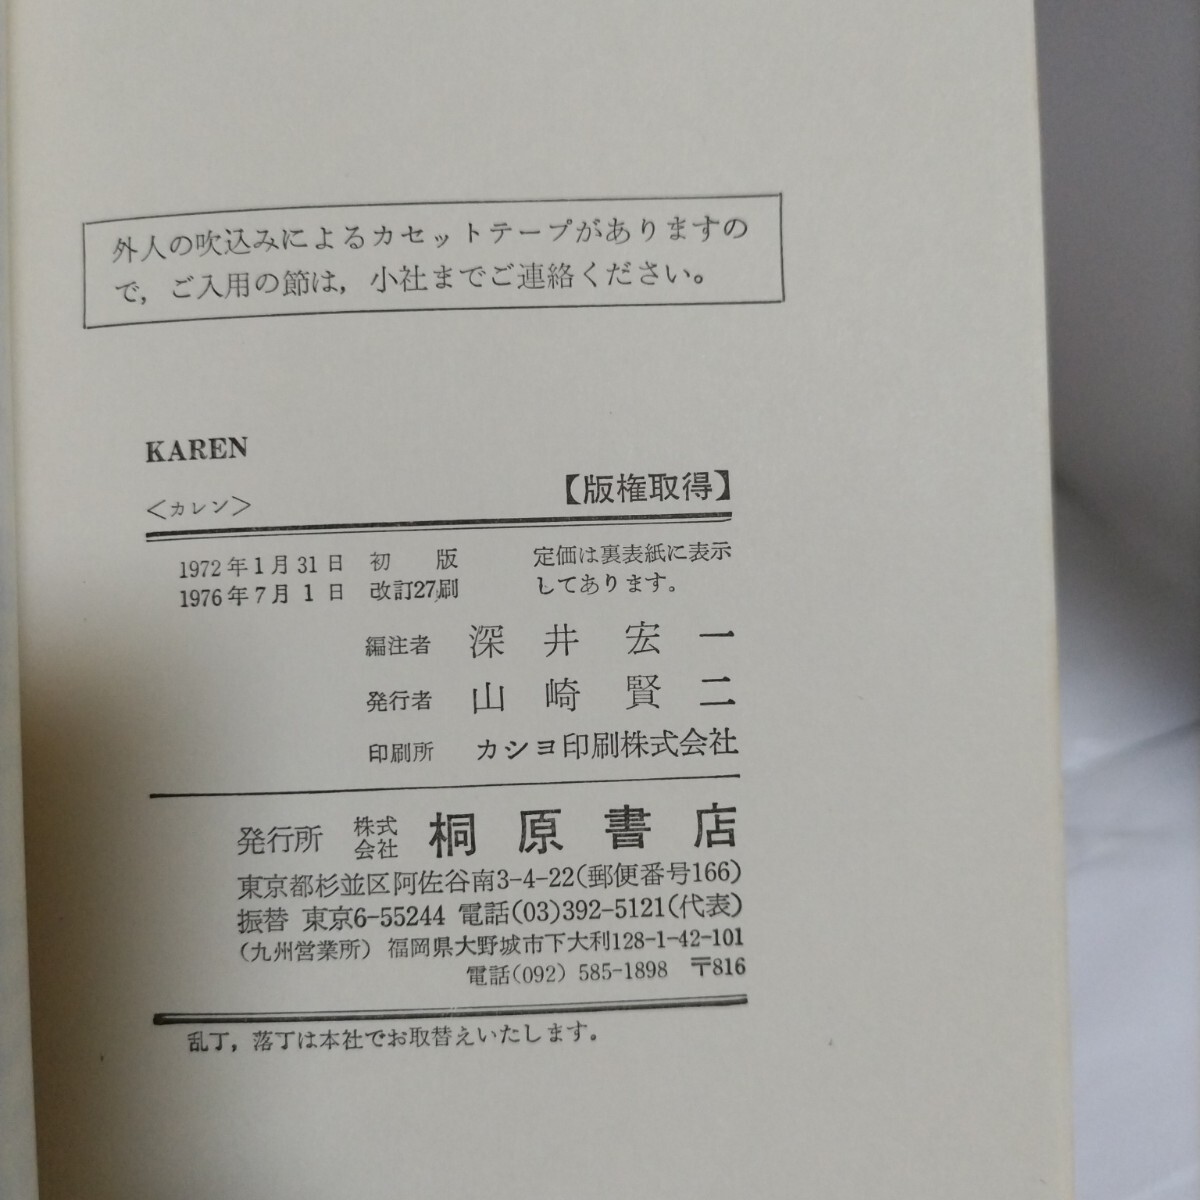 外人の吹込みによるカセットテープがありますの
で，ご入用の節は，小社までご連絡ください。
KAREN
＜カレン＞ 【版権取得】
1972年1月31日 初 版 定価は裏表紙に表示
1976年7月1日 改訂27刷 してあります。
編注者 深井宏一
発行者 山崎賢二
印刷所 カショ印刷株式会社
発行所 株式会社 桐原書店
東京都杉並区阿佐谷南3-4-22(郵便番号166)
振替 東京6-55244 電話(03)392-5121(代表)
(九州営業所) 福岡県大野城市下大利128-1-42-101
電話(092) 585-1898 〒816
乱丁，落丁は本社でお取替えいたします。